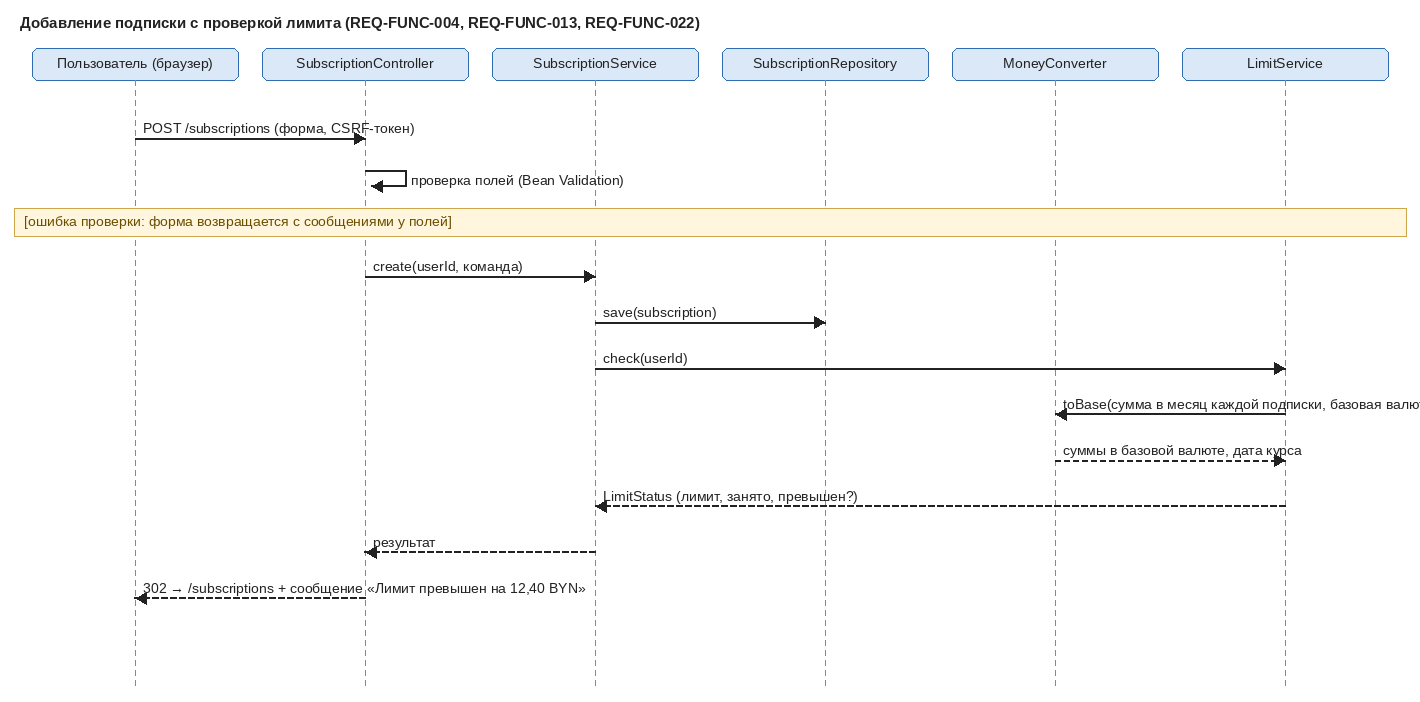 Добавление подписки с проверкой лимита (REQ-FUNC-004, REQ-FUNC-013, REQ-FUNC-022)
Пользователь (браузер)
SubscriptionController
SubscriptionService
SubscriptionRepository
MoneyConverter
LimitService
POST /subscriptions (форма, CSRF-токен)
проверка полей (Bean Validation)
[ошибка проверки: форма возвращается с сообщениями у полей]
create(userId, команда)
save(subscription)
check(userId)
toBase(сумма в месяц каждой подписки, базовая валю
суммы в базовой валюте, дата курса
LimitStatus (лимит, занято, превышен?)
результат
302 → /subscriptions + сообщение «Лимит превышен на 12,40 BYN»